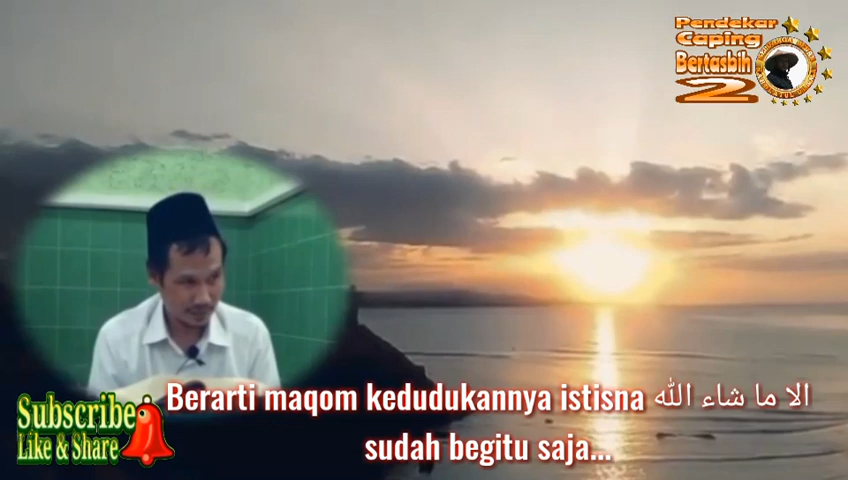 Pendekar
Caping
Bertasbih
2
Subscribe
Like & Share
Berarti maqom kedudukannya istisna الا ما شاء الله
sudah begitu saja...